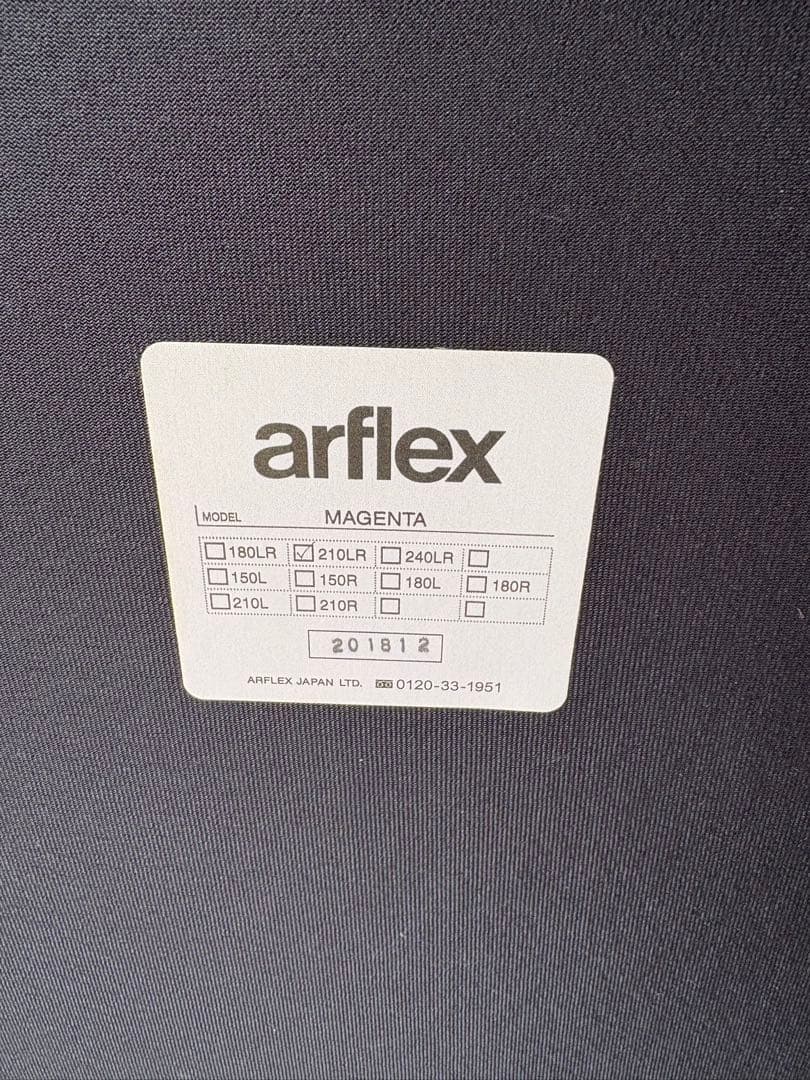 arflex
MODEL MAGENTA
☐180LR ☑210LR ☐240LR ☐
☐150L ☐150R ☐180L ☐180R
☐210L ☐210R ☐ ☐
201812
ARFLEX JAPAN LTD. 0120-33-1951